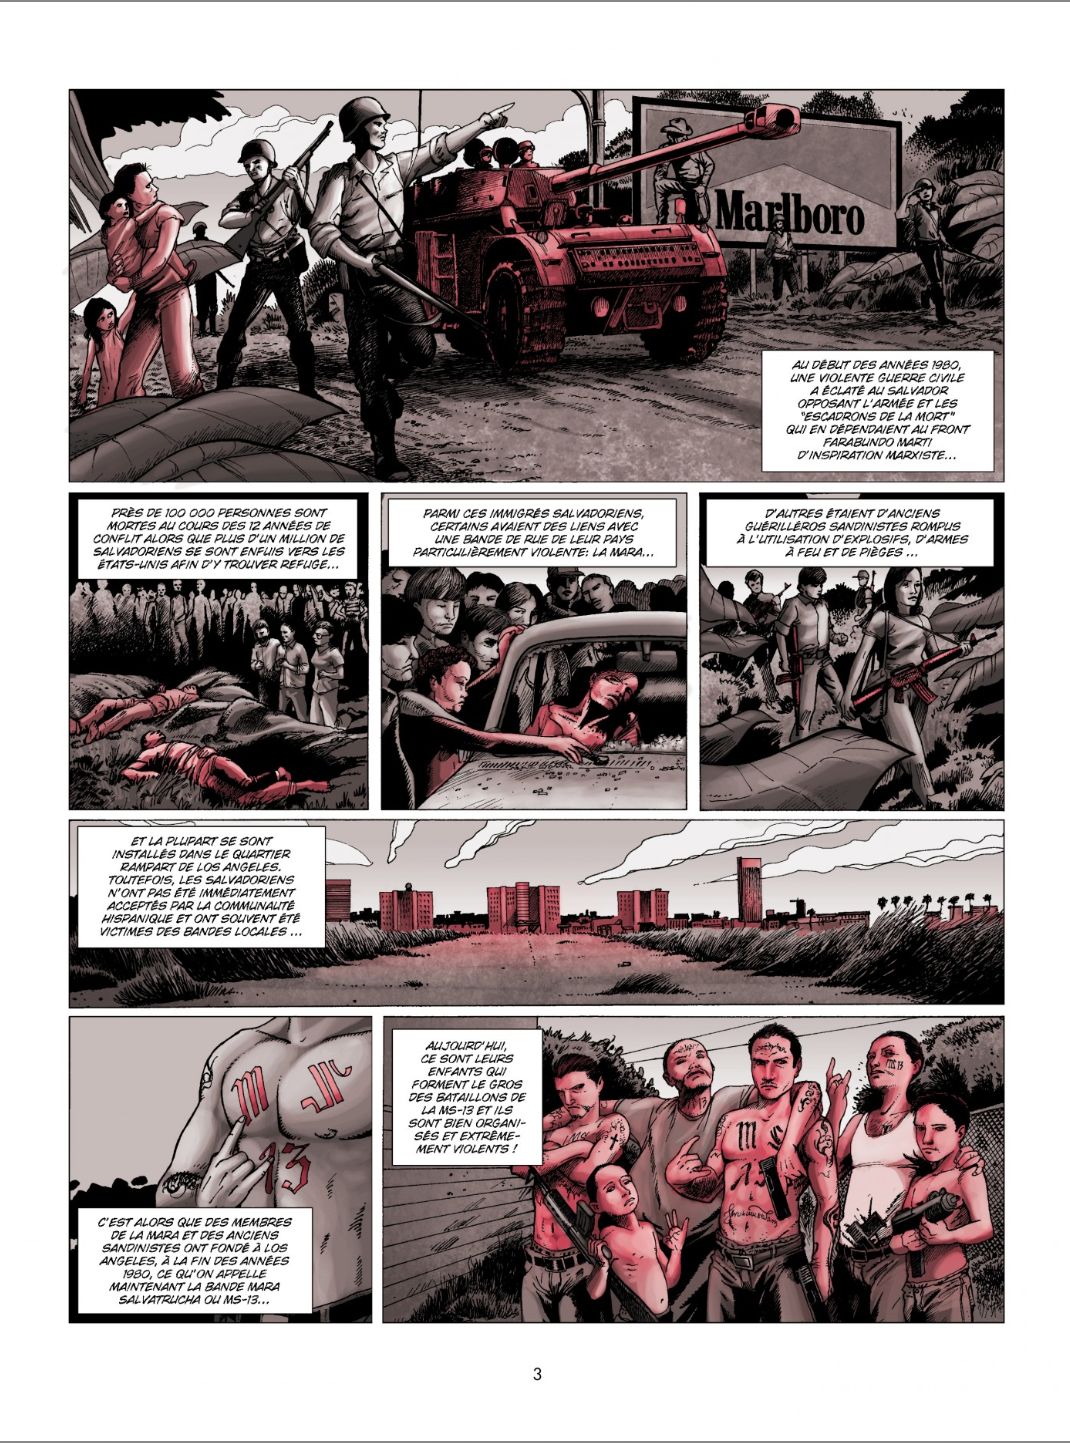 Marlboro
AU DÉBUT DES ANNÉES 1980,
UNE VIOLENTE GUERRE CIVILE
A ÉCLATÉ AU SALVADOR
OPPOSANT L'ARMÉE ET LES
"ESCADRONS DE LA MORT"
QUI EN DÉPENDAIENT AU FRONT
FARABUNDO MARTI
D'INSPIRATION MARXISTE...
PRÈS DE 100 000 PERSONNES SONT
MORTES AU COURS DES 12 ANNÉES DE
CONFLIT ALORS QUE PLUS D'UN MILLION DE
SALVADORIENS SE SONT ENFUIS VERS LES
ÉTATS-UNIS AFIN D'Y TROUVER REFUGE...
PARMI CES IMMIGRÉS SALVADORIENS,
CERTAINS AVAIENT DES LIENS AVEC
UNE BANDE DE RUE DE LEUR PAYS
PARTICULIÈREMENT VIOLENTE: LA MARA...
D'AUTRES ÉTAIENT D'ANCIENS
GUÉRILLÉROS SANDINISTES ROMPUS
À L'UTILISATION D'EXPLOSIFS, D'ARMES
À FEU ET DE PIÈGES ...
ET LA PLUPART SE SONT
INSTALLÉS DANS LE QUARTIER
RAMPART DE LOS ANGELES.
TOUTEFOIS, LES SALVADORIENS
N'ONT PAS ÉTÉ IMMÉDIATEMENT
ACCEPTÉS PAR LA COMMUNAUTÉ
HISPANIQUE ET ONT SOUVENT ÉTÉ
VICTIMES DES BANDES LOCALES ...
13
C'EST ALORS QUE DES MEMBRES
DE LA MARA ET DES ANCIENS
SANDINISTES ONT FONDÉ À LOS
ANGELES, À LA FIN DES ANNÉES
1980, CE QU'ON APPELLE
MAINTENANT LA BANDE MARA
SALVATRUCHA OU MS-13...
AUJOURD'HUI,
CE SONT LEURS
ENFANTS QUI
FORMENT LE GROS
DES BATAILLONS DE
LA MS-13 ET ILS
SONT BIEN ORGANI-
SÉS ET EXTRÊME-
MENT VIOLENTS !
13
MS 13
13
3